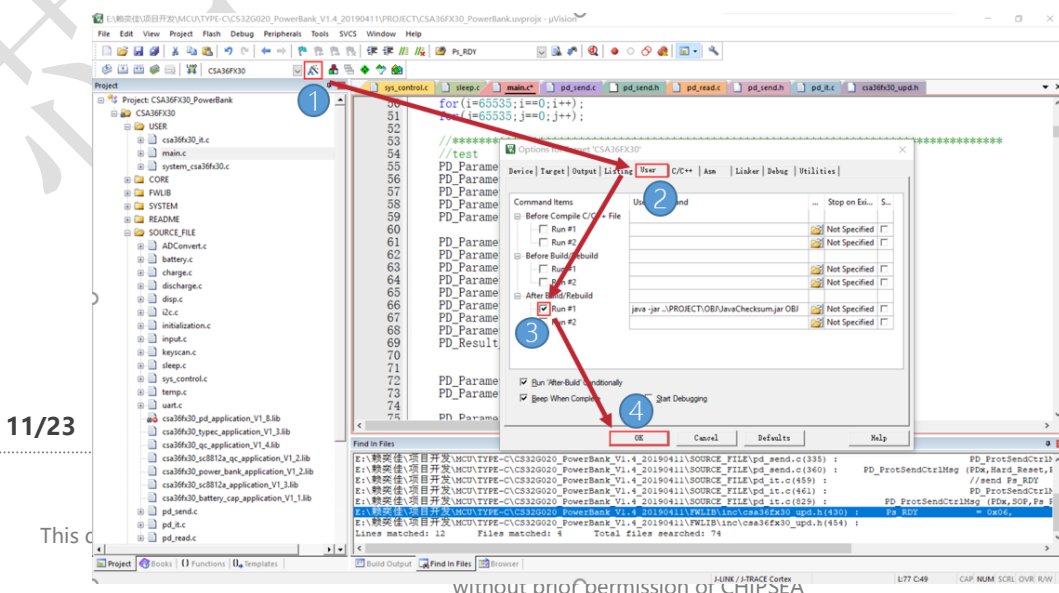 E:\赖奕佳\项目开发\MCU\TYPE-C\CS32G020_PowerBank_V1.4_20190411\PROJECT\CSA36FX30_PowerBank.uvprojx - µVision
File Edit View Project Flash Debug Peripherals Tools SVCS Window Help
Ps_RDY
CSA36FX30
Project
sys_control.c sleep.c main.c* pd_send.c pd_send.h pd_read.c pd_send.h pd_it.c csa36fx30_upd.h
Project: CSA36FX30_PowerBank
CSA36FX30
USER
csa36fx30_it.c
main.c
system_csa36fx30.c
CORE
FWLIB
SYSTEM
README
SOURCE_FILE
ADConvert.c
battery.c
charge.c
discharge.c
disp.c
i2c.c
initialization.c
input.c
keyscan.c
sleep.c
sys_control.c
temp.c
uart.c
csa36fx30_pd_application_V1_8.lib
csa36fx30_typec_application_V1_3.lib
csa36fx30_qc_application_V1_4.lib
csa36fx30_sc8812a_qc_application_V1_2.lib
csa36fx30_power_bank_application_V1_2.lib
csa36fx30_sc8812a_application_V1_3.lib
csa36fx30_battery_cap_application_V1_1.lib
pd_send.c
pd_it.c
pd_read.c
Project Books Functions Templates
50 for(i=65535;i==0;i++);
51 for(j=65535;j==0;j++);
52
53 //***
54 //test
55 PD_Parame
56 PD_Parame
57 PD_Parame
58 PD_Parame
59 PD_Parame
60
61 PD_Parame
62 PD_Parame
63 PD_Parame
64 PD_Parame
65 PD_Parame
66 PD_Parame
67 PD_Parame
68 PD_Parame
69 PD_Result
70
71
72 PD_Parame
73 PD_Parame
74
75 PD_Parame
1
Options for Target 'CSA36FX30'
Device Target Output Listing User C/C++ Asm Linker Debug Utilities
2
Command Items ... Stop on Exi... S...
Before Compile C/C++ File
Run #1 Not Specified
Run #2 Not Specified
Before Build/Rebuild
Run #1 Not Specified
Run #2 Not Specified
After Build/Rebuild
Run #1 java -jar ..\PROJECT\OBJ\JavaChecksum.jar OBJ Not Specified
Run #2 Not Specified
3
Run 'After-Build' Conditionally
Beep When Complete Start Debugging
4
OK Cancel Defaults Help
Find In Files
E:\赖奕佳\项目开发\MCU\TYPE-C\CS32G020_PowerBank_V1.4_20190411\SOURCE_FILE\pd_send.c(335) :
E:\赖奕佳\项目开发\MCU\TYPE-C\CS32G020_PowerBank_V1.4_20190411\SOURCE_FILE\pd_send.c(360) : PD_ProtSendCtrlMsg (PDx,Hard_Reset,
E:\赖奕佳\项目开发\MCU\TYPE-C\CS32G020_PowerBank_V1.4_20190411\SOURCE_FILE\pd_it.c(459) : //send Ps_RDY
E:\赖奕佳\项目开发\MCU\TYPE-C\CS32G020_PowerBank_V1.4_20190411\SOURCE_FILE\pd_it.c(461) :
E:\赖奕佳\项目开发\MCU\TYPE-C\CS32G020_PowerBank_V1.4_20190411\SOURCE_FILE\pd_it.c(829) : PD_ProtSendCtrlMsg (PDx,SOP,Ps_
E:\赖奕佳\项目开发\MCU\TYPE-C\CS32G020_PowerBank_V1.4_20190411\FWLIB\inc\csa36fx30_upd.h(430) : Ps_RDY = 0x06,
E:\赖奕佳\项目开发\MCU\TYPE-C\CS32G020_PowerBank_V1.4_20190411\FWLIB\inc\csa36fx30_upd.h(454) :
Lines matched: 12 Files matched: 4 Total files searched: 74
Build Output Find In Files Browser
J-LINK / J-TRACE Cortex L:77 C:49 CAP NUM SCRL OVR R/W
11/23
This
without prior permission of CHIPSEA